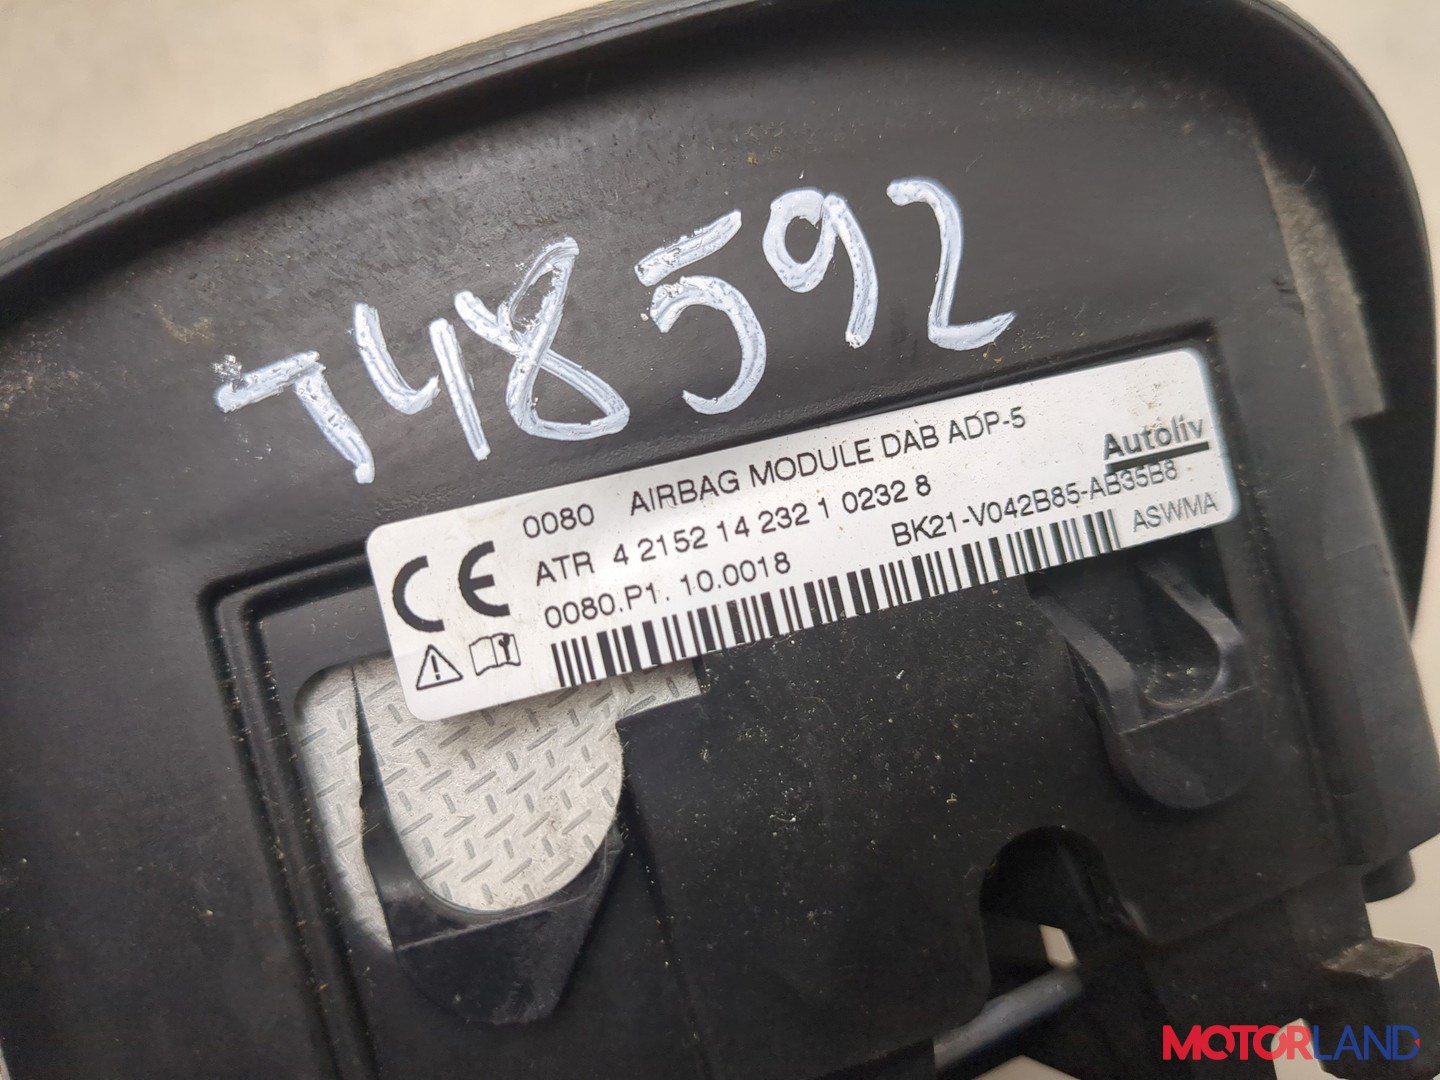 748592
0080 AIRBAG MODULE DAB ADP-5
Autoliv
ATR 4 2152 14 232 1 0232 8
BK21-V042B85-AB35B8
0080.P1. 10.0018
ASWMA
CE
MOTORLAND